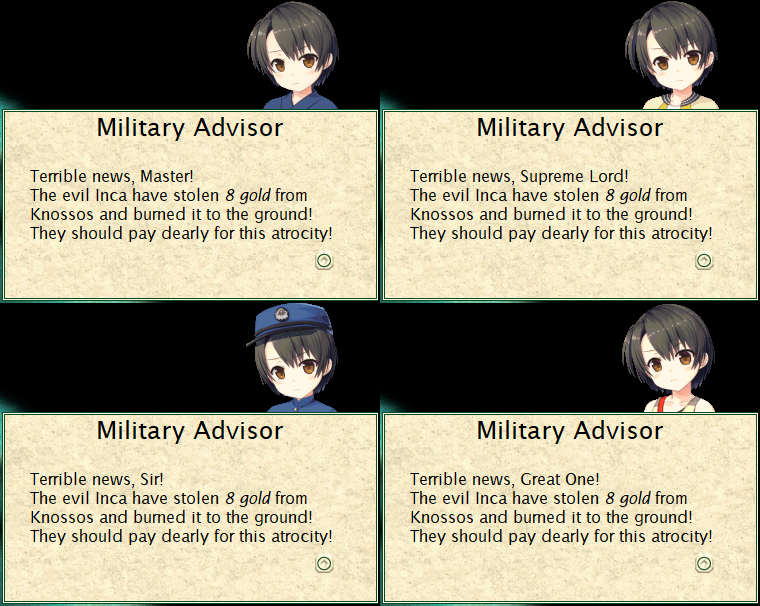 Military Advisor
Terrible news, Master!
The evil Inca have stolen 8 gold from
Knossos and burned it to the ground!
They should pay dearly for this atrocity!
Military Advisor
Terrible news, Supreme Lord!
The evil Inca have stolen 8 gold from
Knossos and burned it to the ground!
They should pay dearly for this atrocity!
Military Advisor
Terrible news, Sir!
The evil Inca have stolen 8 gold from
Knossos and burned it to the ground!
They should pay dearly for this atrocity!
Military Advisor
Terrible news, Great One!
The evil Inca have stolen 8 gold from
Knossos and burned it to the ground!
They should pay dearly for this atrocity!